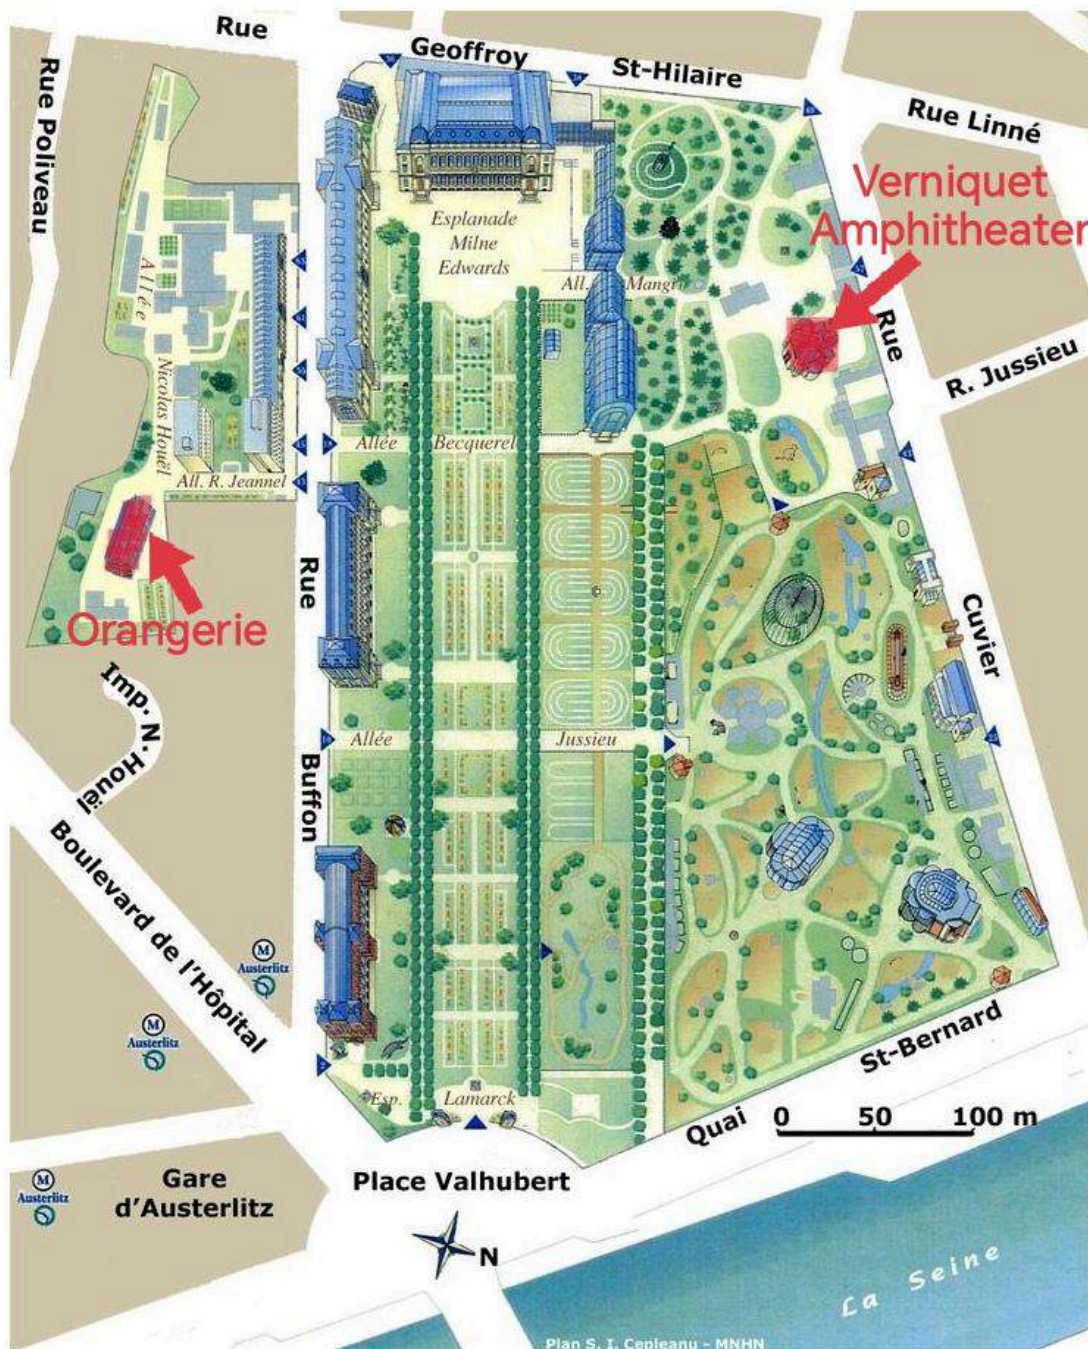 Rue
Geoffroy
St-Hilaire
Rue Linné
Rue Poliveau
Verniquet
Amphitheater
Esplanade
Milne
Edwards
All.
Rue
R. Jussieu
Allée
Nicolas Houël
Allée
Becquerel
All. R. Jeannel
Orangerie
Rue
Cuvier
Imp. N. Houël
Allée
Jussieu
Buffon
Boulevard de l'Hôpital
M
Austerlitz
M
Austerlitz
St-Bernard
Esp.
Lamarck
Quai
0 50 100 m
M
Austerlitz
Gare
d'Austerlitz
Place Valhubert
N
La Seine
Plan S. I. Cepleanu - MNHN